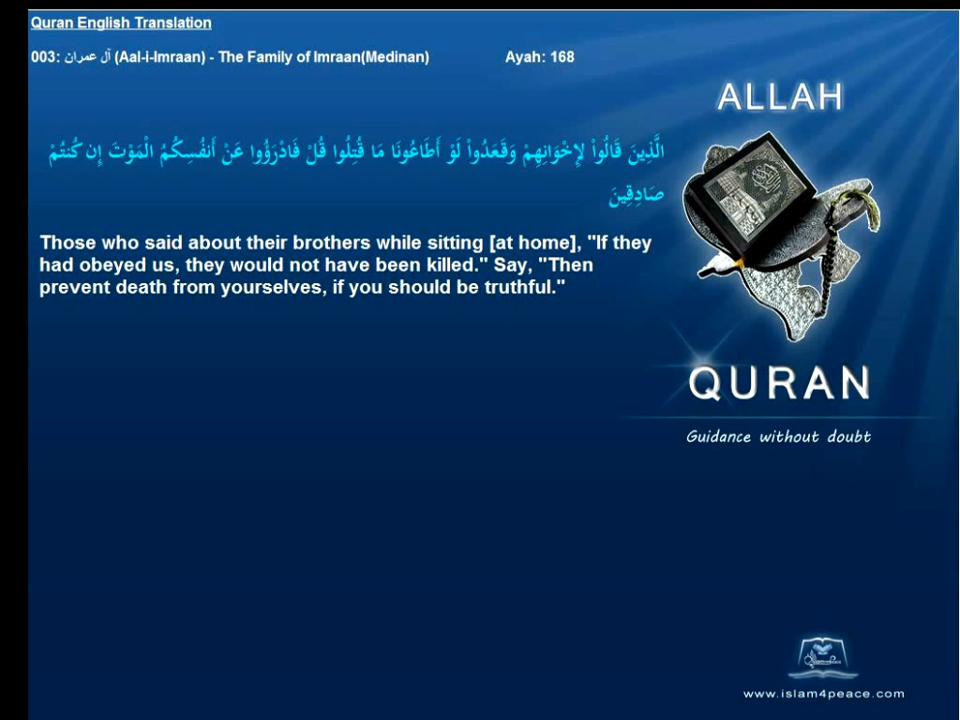 Quran English Translation
003: آل عمران (Aal-i-Imraan) - The Family of Imraan(Medinan) Ayah: 168
ALLAH
الَّذِينَ قَالُواْ لإِخْوَانِهِمْ وَقَعَدُواْ لَوْ أَطَاعُونَا مَا قُتِلُوا قُلْ فَادْرَؤُوا عَنْ أَنفُسِكُمُ الْمَوْتَ إِن كُنتُمْ
صَادِقِينَ
Those who said about their brothers while sitting [at home], "If they
had obeyed us, they would not have been killed." Say, "Then
prevent death from yourselves, if you should be truthful."
QURAN
Guidance without doubt
www.islam4peace.com